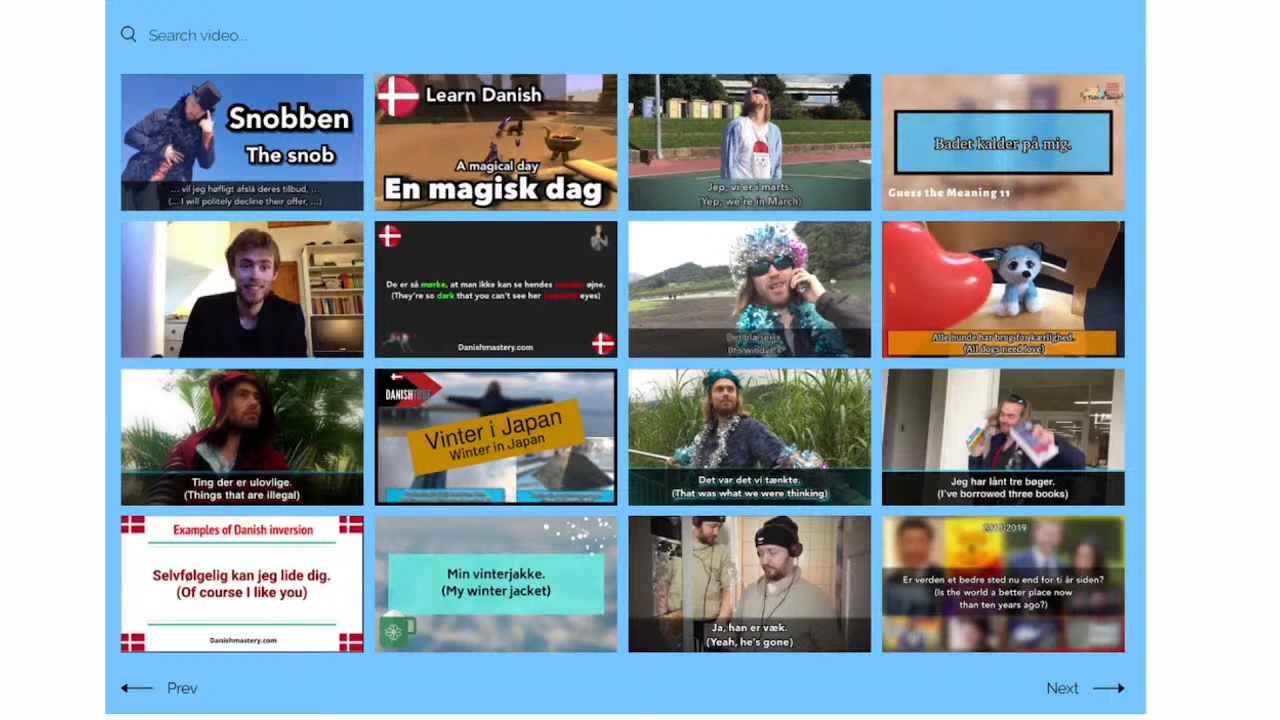 Search video...
Snobben
The snob
... vil jeg høfligt afslå deres tilbud, ...
(... I will politely decline their offer, ...)
Learn Danish
A magical day
En magisk dag
Jep, vi er i marts.
(Yep, we're in March)
Badet kalder på mig.
Guess the Meaning 11
De er så mørke, at man ikke kan se hendes øjne.
(They're so dark that you can't see her eyes)
Danishmastery.com
Det blæser
(It's windy
Alle hunde har brug for kærlighed.
(All dogs need love)
Ting der er ulovlige.
(Things that are illegal)
DANISHTUBE
Vinter i Japan
Winter in Japan
Det var det vi tænkte.
(That was what we were thinking)
Jeg har lånt tre bøger.
(I've borrowed three books)
Examples of Danish inversion
Selvfølgelig kan jeg lide dig.
(Of course I like you)
Danishmastery.com
Min vinterjakke.
(My winter jacket)
Ja, han er væk.
(Yeah, he's gone)
Er verden et bedre sted nu end for ti år siden?
(Is the world a better place now
than ten years ago?)
Prev
Next